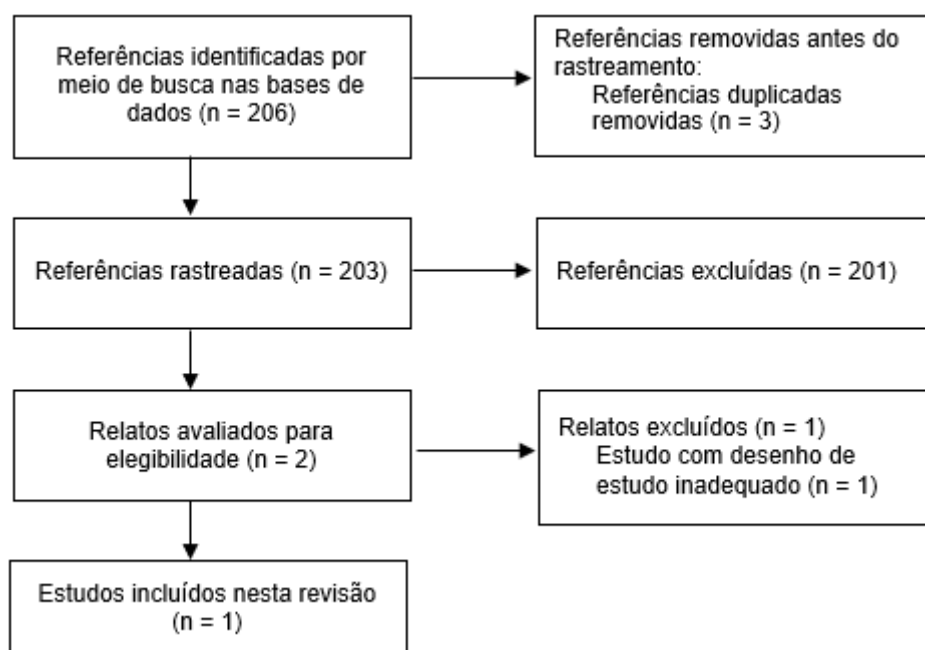 Referências identificadas por
meio de busca nas bases de
dados (n = 206)
Referências removidas antes do
rastreamento:
Referências duplicadas
removidas (n = 3)
Referências rastreadas (n = 203)
Referências excluídas (n = 201)
Relatos avaliados para
elegibilidade (n = 2)
Relatos excluídos (n = 1)
Estudo com desenho de
estudo inadequado (n = 1)
Estudos incluídos nesta revisão
(n = 1)